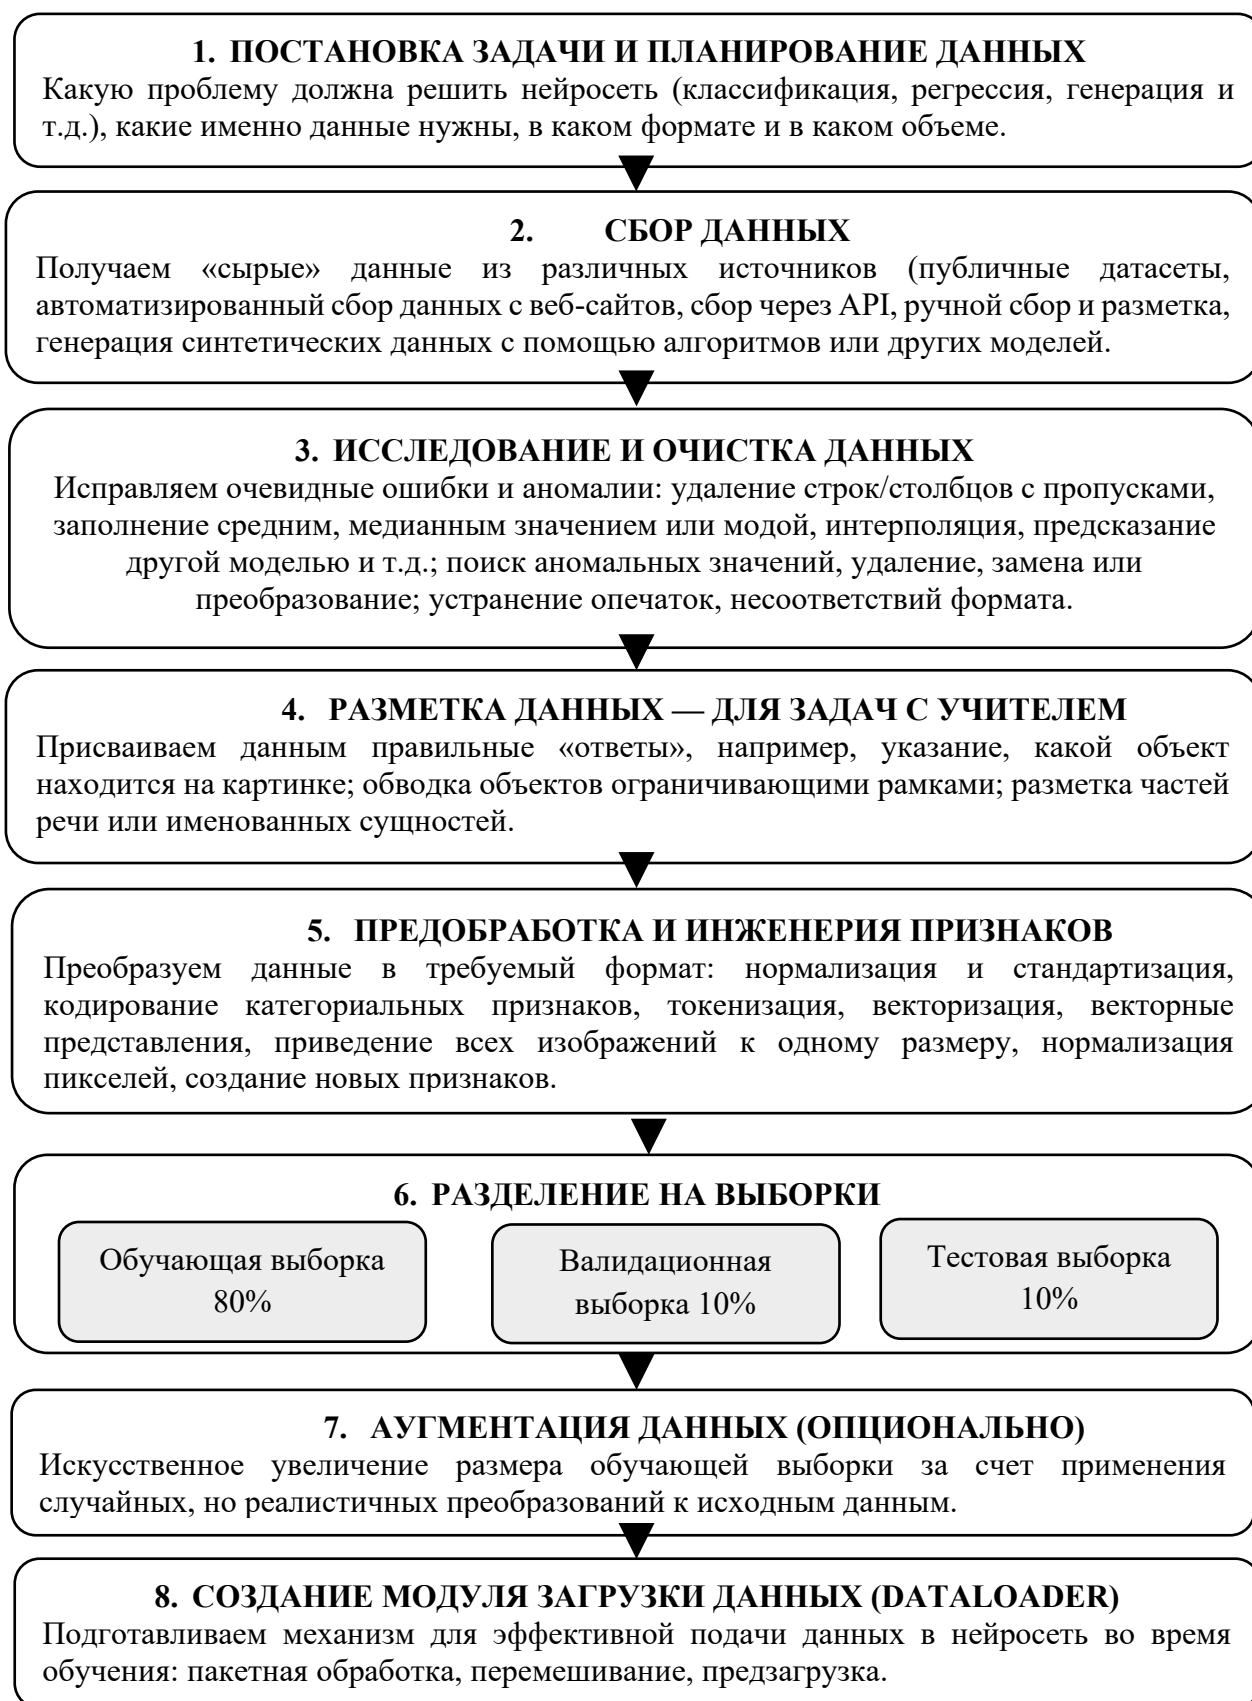 1. ПОСТАНОВКА ЗАДАЧИ И ПЛАНИРОВАНИЕ ДАННЫХ
Какую проблему должна решить нейросеть (классификация, регрессия, генерация и
т.д.), какие именно данные нужны, в каком формате и в каком объеме.
2. СБОР ДАННЫХ
Получаем «сырые» данные из различных источников (публичные датасеты,
автоматизированный сбор данных с веб-сайтов, сбор через API, ручной сбор и разметка,
генерация синтетических данных с помощью алгоритмов или других моделей.
3. ИССЛЕДОВАНИЕ И ОЧИСТКА ДАННЫХ
Исправляем очевидные ошибки и аномалии: удаление строк/столбцов с пропусками,
заполнение средним, медианным значением или модой, интерполяция, предсказание
другой моделью и т.д.; поиск аномальных значений, удаление, замена или
преобразование; устранение опечаток, несоответствий формата.
4. РАЗМЕТКА ДАННЫХ — ДЛЯ ЗАДАЧ С УЧИТЕЛЕМ
Присваиваем данным правильные «ответы», например, указание, какой объект
находится на картинке; обводка объектов ограничивающими рамками; разметка частей
речи или именованных сущностей.
5. ПРЕДОБРАБОТКА И ИНЖЕНЕРИЯ ПРИЗНАКОВ
Преобразуем данные в требуемый формат: нормализация и стандартизация,
кодирование категориальных признаков, токенизация, векторизация, векторные
представления, приведение всех изображений к одному размеру, нормализация
пикселей, создание новых признаков.
6. РАЗДЕЛЕНИЕ НА ВЫБОРКИ
Обучающая выборка
80%
Валидационная
выборка 10%
Тестовая выборка
10%
7. АУГМЕНТАЦИЯ ДАННЫХ (ОПЦИОНАЛЬНО)
Искусственное увеличение размера обучающей выборки за счет применения
случайных, но реалистичных преобразований к исходным данным.
8. СОЗДАНИЕ МОДУЛЯ ЗАГРУЗКИ ДАННЫХ (DATALOADER)
Подготавливаем механизм для эффективной подачи данных в нейросеть во время
обучения: пакетная обработка, перемешивание, предзагрузка.